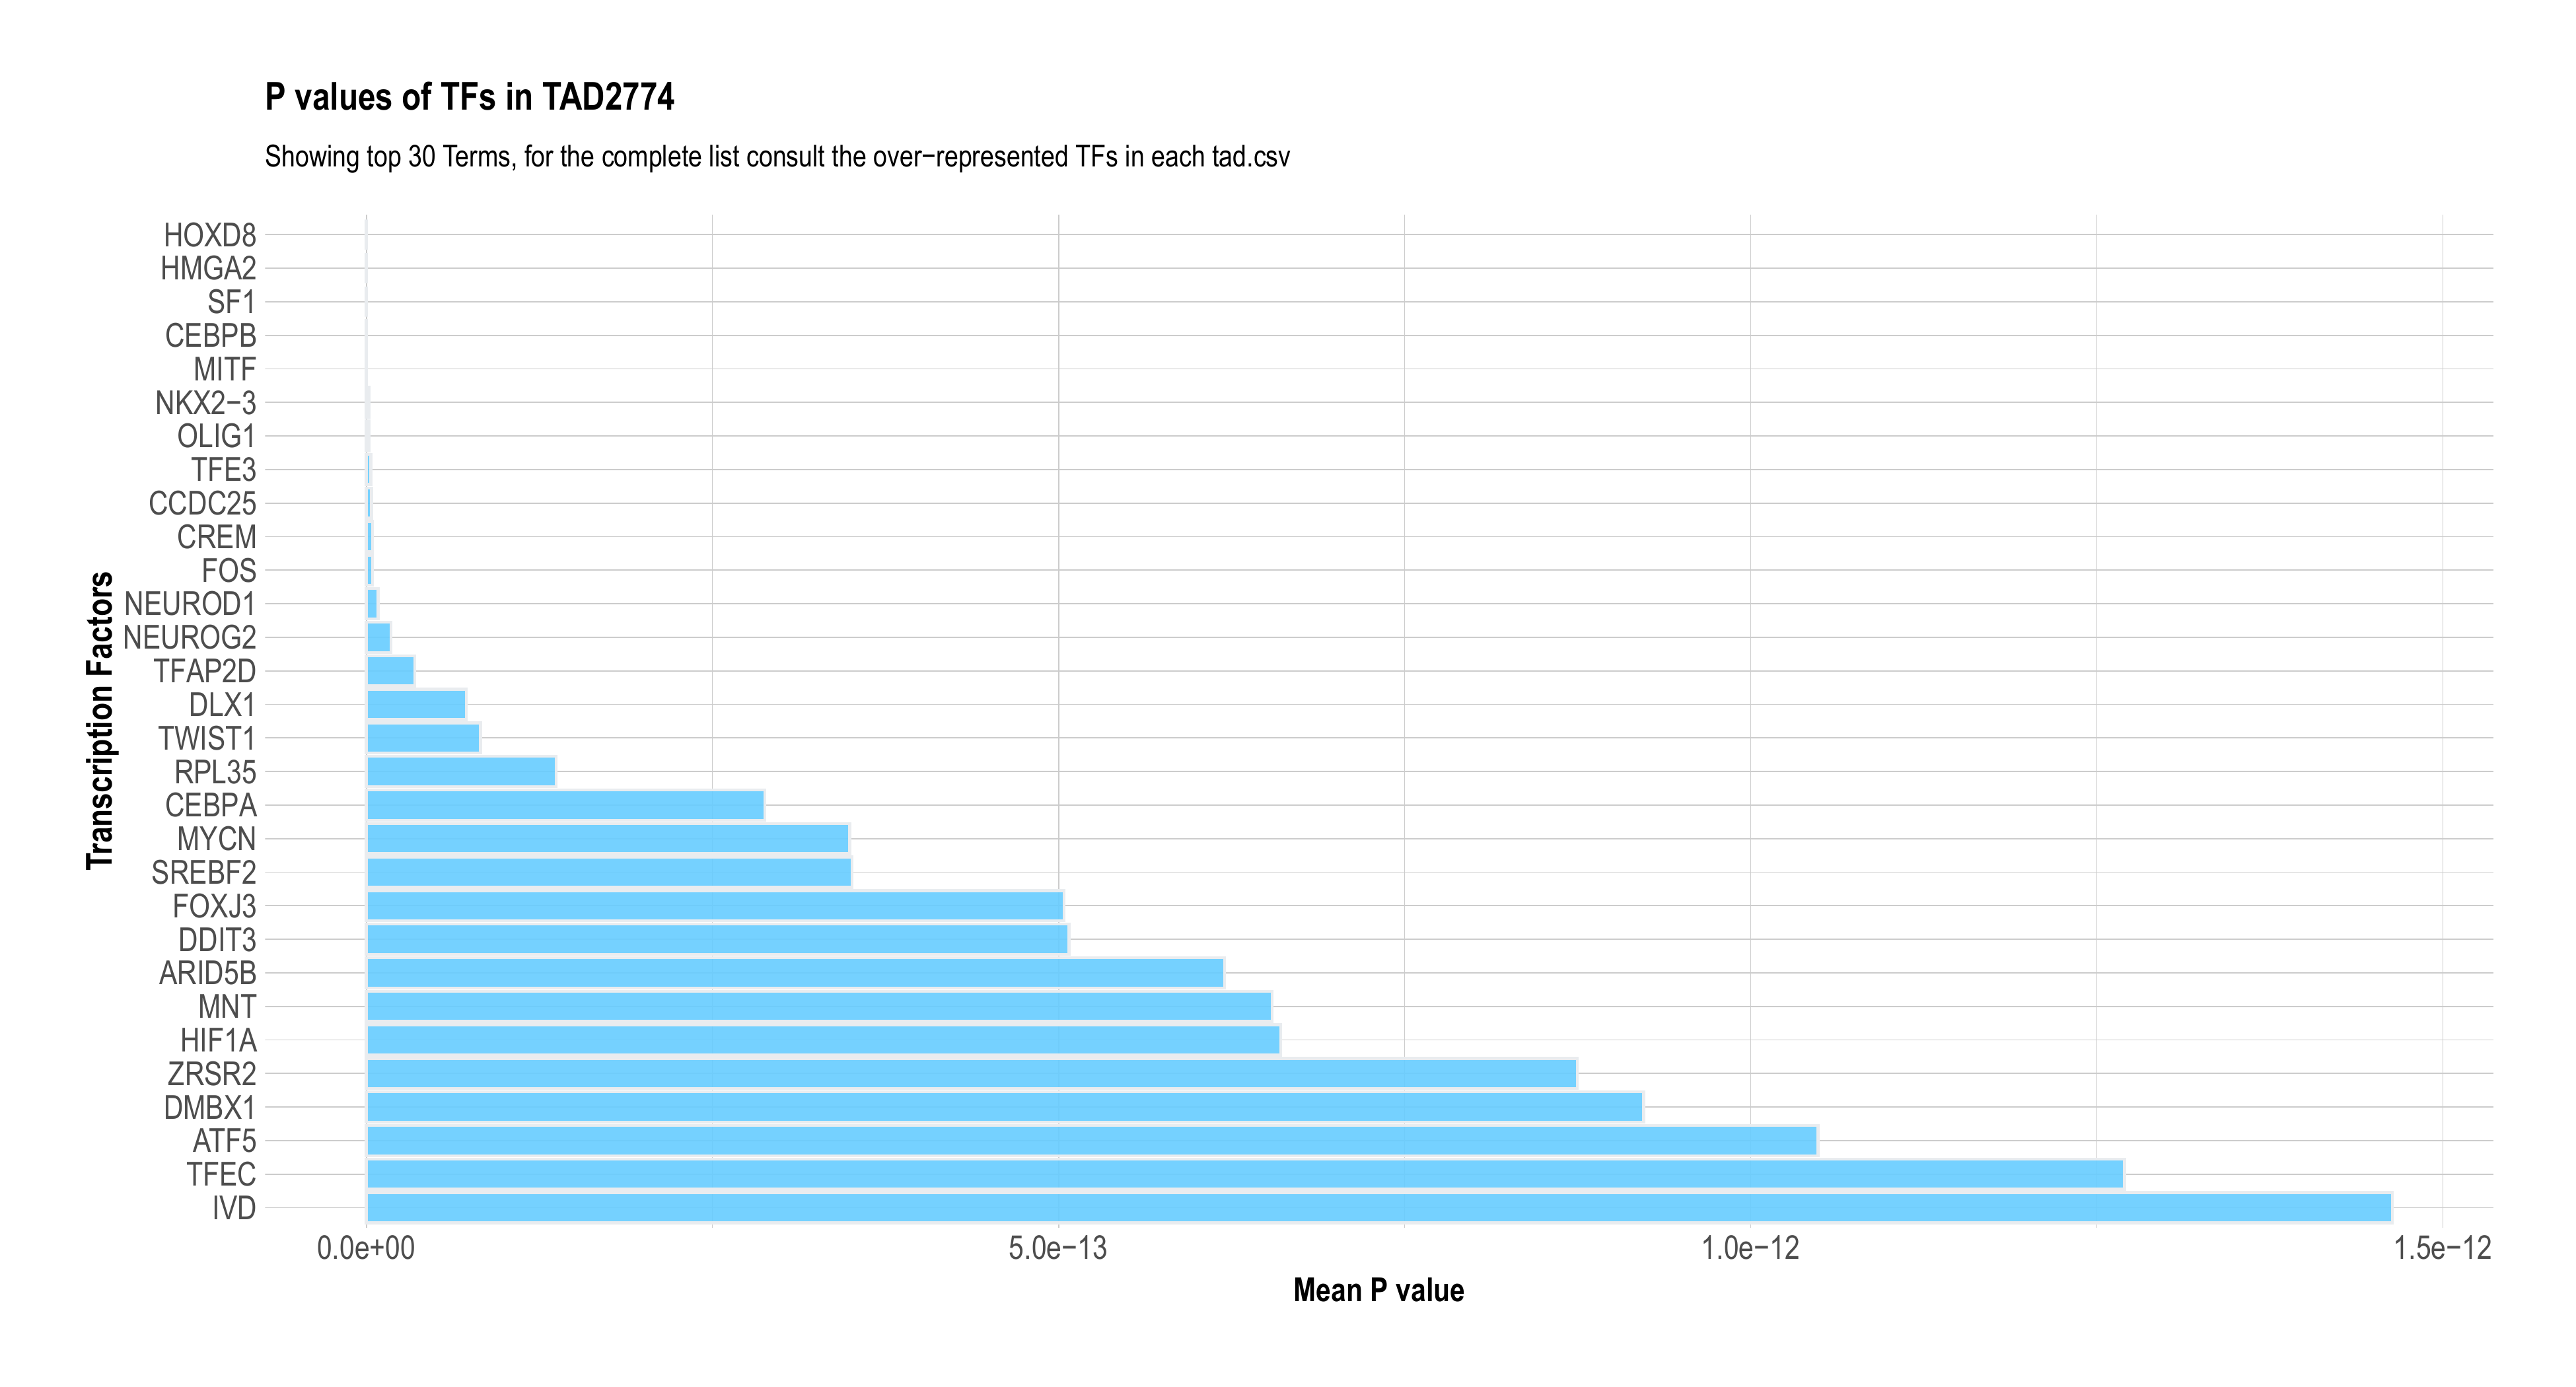 P values of TFs in TAD2774
Showing top 30 Terms, for the complete list consult the over−represented TFs in each tad.csv
Transcription Factors
HOXD8
HMGA2
SF1
CEBPB
MITF
NKX2−3
OLIG1
TFE3
CCDC25
CREM
FOS
NEUROD1
NEUROG2
TFAP2D
DLX1
TWIST1
RPL35
CEBPA
MYCN
SREBF2
FOXJ3
DDIT3
ARID5B
MNT
HIF1A
ZRSR2
DMBX1
ATF5
TFEC
IVD
0.0e+00 5.0e−13 1.0e−12 1.5e−12
Mean P value